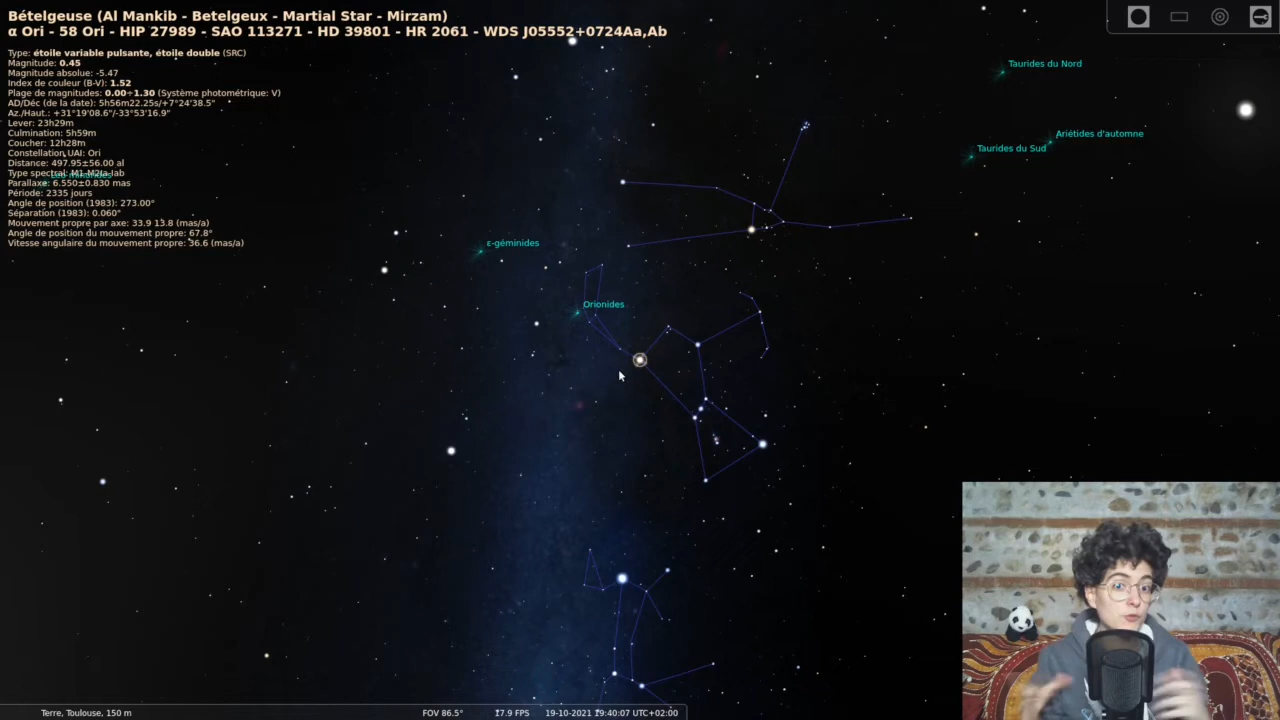 Bételgeuse (Al Mankib - Betelgeux - Martial Star - Mirzam)
α Ori - 58 Ori - HIP 27989 - SAO 113271 - HD 39801 - HR 2061 - WDS J05552+0724Aa,Ab
Type: étoile variable pulsante, étoile double (SRC)
Magnitude: 0.45
Magnitude absolue: -5.47
Index de couleur (B-V): 1.52
Plage de magnitudes: 0.00÷1.30 (Système photométrique: V)
AD/Déc (de la date): 5h56m22.25s/+7°24'38.5"
Az./Haut.: +31°19'08.6"/-33°53'16.9"
Lever: 23h29m
Culmination: 5h59m
Coucher: 12h28m
Constellation UAI: Ori
Distance: 497.95±56.00 al
Type spectral: M1-M2Ia-Iab
Parallaxe: 6.550±0.830 mas
Période: 2335 jours
Angle de position (1983): 273.00°
Séparation (1983): 0.060"
Mouvement propre par axe: 33.9 13.8 (mas/a)
Angle de position du mouvement propre: 67.8°
Vitesse angulaire du mouvement propre: 36.6 (mas/a)
Taurides du Nord
Ariétides d'automne
Taurides du Sud
ε-géminides
Orionides
Terre, Toulouse, 150 m
FOV 86.5°
17.9 FPS
19-10-2021 19:40:07 UTC+02:00